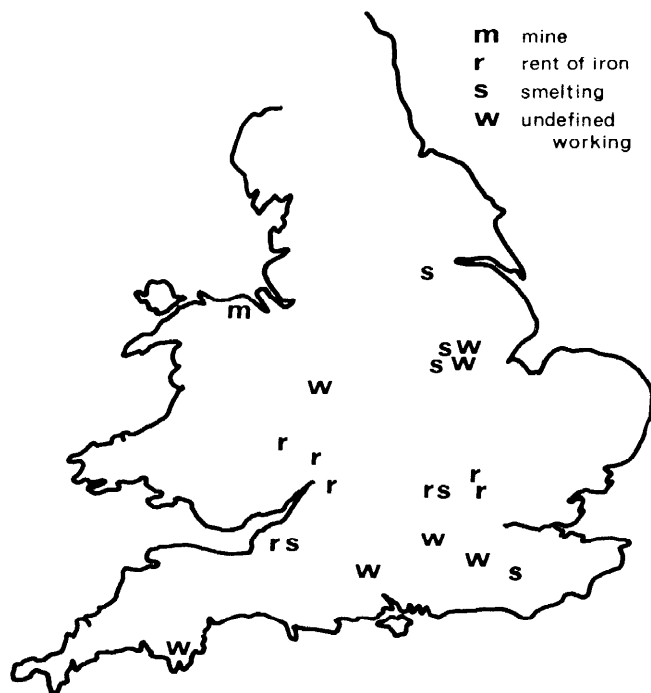 m mine
r rent of iron
s smelting
w undefined
working
s
m
s w
s w
w
r
r
r
r
r s
r
w
r s
w
s
w
w
w